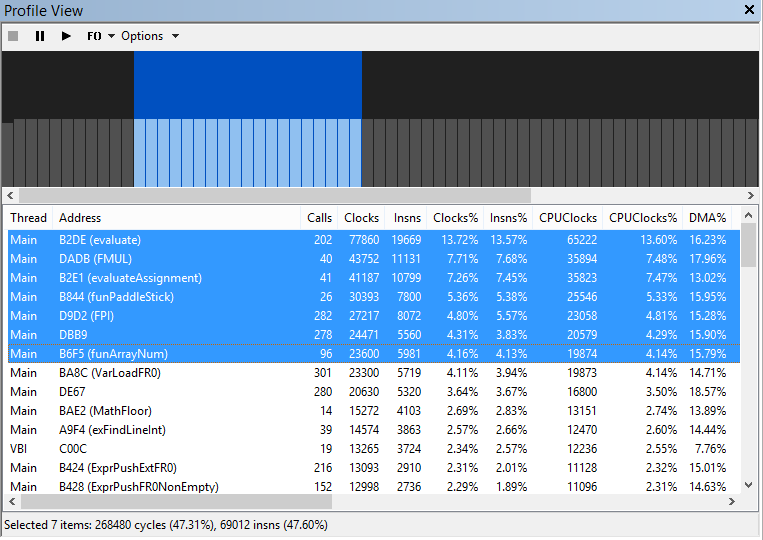 Profile View
F0 Options
Thread Address Calls Clocks Insns Clocks% Insns% CPUClocks CPUClocks% DMA%
Main B2DE (evaluate) 202 77860 19669 13.72% 13.57% 65222 13.60% 16.23%
Main DADB (FMUL) 40 43752 11131 7.71% 7.68% 35894 7.48% 17.96%
Main B2E1 (evaluateAssignment) 41 41187 10799 7.26% 7.45% 35823 7.47% 13.02%
Main B844 (funPaddleStick) 26 30393 7800 5.36% 5.38% 25546 5.33% 15.95%
Main D9D2 (FPI) 282 27217 8072 4.80% 5.57% 23058 4.81% 15.28%
Main DBB9 278 24471 5560 4.31% 3.83% 20579 4.29% 15.90%
Main B6F5 (funArrayNum) 96 23600 5981 4.16% 4.13% 19874 4.14% 15.79%
Main BA8C (VarLoadFR0) 301 23300 5719 4.11% 3.94% 19873 4.14% 14.71%
Main DE67 280 20630 5320 3.64% 3.67% 16800 3.50% 18.57%
Main BAE2 (MathFloor) 14 15272 4103 2.69% 2.83% 13151 2.74% 13.89%
Main A9F4 (exFindLineInt) 39 14574 3863 2.57% 2.66% 12470 2.60% 14.44%
VBI C00C 19 13265 3724 2.34% 2.57% 12236 2.55% 7.76%
Main B424 (ExprPushExtFR0) 216 13093 2910 2.31% 2.01% 11128 2.32% 15.01%
Main B428 (ExprPushFR0NonEmpty) 152 12998 2736 2.29% 1.89% 11096 2.31% 14.63%
Selected 7 items: 268480 cycles (47.31%), 69012 insns (47.60%)